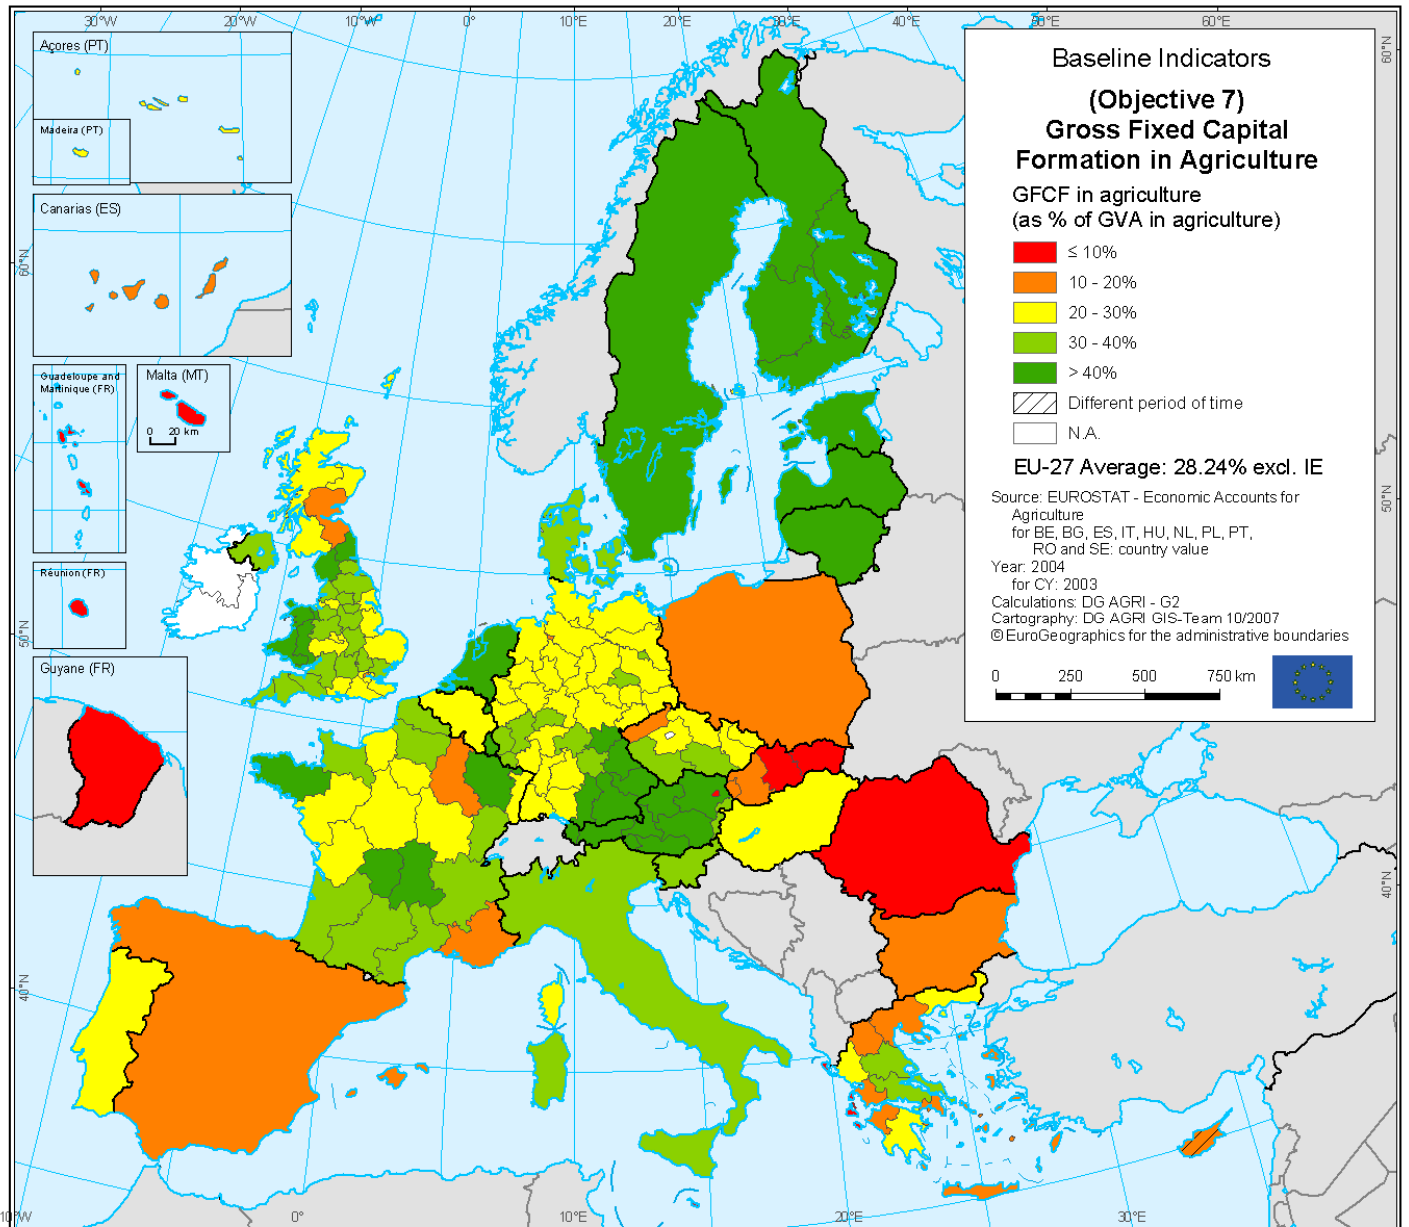 30°W 20°W 10°W 0° 10°E 20°E 30°E 40°E 50°E 60°E
Açores (PT)
Madeira (PT)
Canarias (ES)
Guadeloupe and
Martinique (FR)
Malta (MT)
0 20 km
Réunion (FR)
Guyane (FR)
Baseline Indicators
(Objective 7)
Gross Fixed Capital
Formation in Agriculture
GFCF in agriculture
(as % of GVA in agriculture)
≤ 10%
10 - 20%
20 - 30%
30 - 40%
> 40%
Different period of time
N.A.
EU-27 Average: 28.24% excl. IE
Source: EUROSTAT - Economic Accounts for
Agriculture
for BE, BG, ES, IT, HU, NL, PL, PT,
RO and SE: country value
Year: 2004
for CY: 2003
Calculations: DG AGRI - G2
Cartography: DG AGRI GIS-Team 10/2007
© EuroGeographics for the administrative boundaries
0 250 500 750 km
60°N
50°N
40°N
60°N
50°N
40°N
10°W 0° 10°E 20°E 30°E